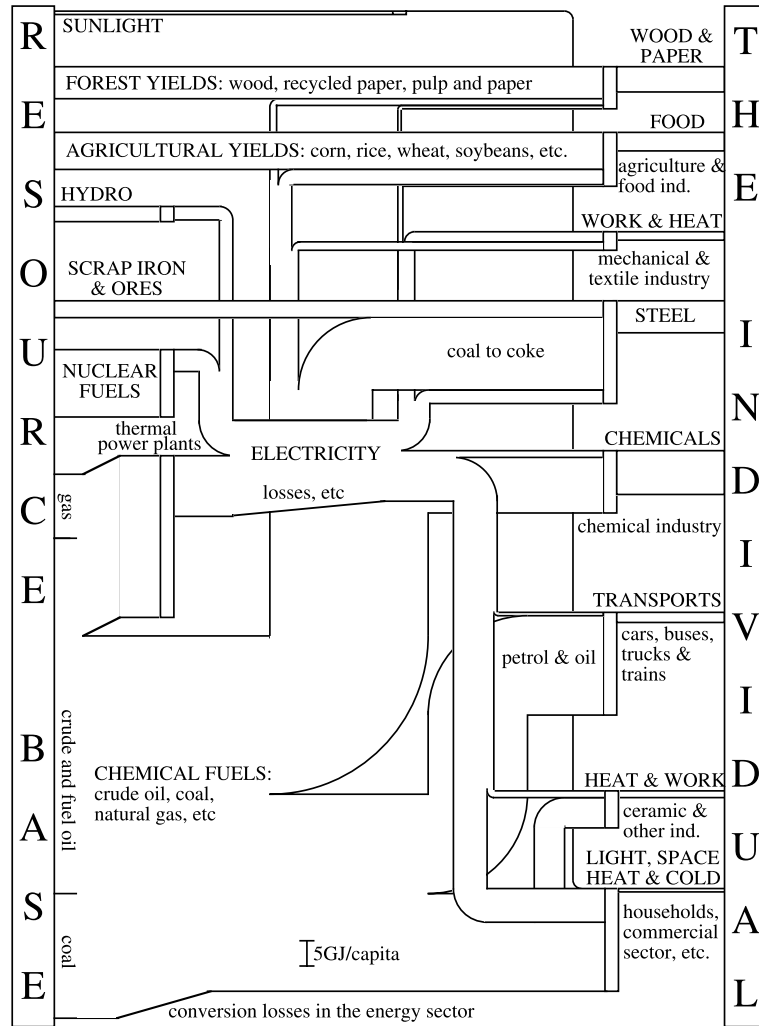 RESOURCE BASE
SUNLIGHT
FOREST YIELDS: wood, recycled paper, pulp and paper
AGRICULTURAL YIELDS: corn, rice, wheat, soybeans, etc.
HYDRO
SCRAP IRON
& ORES
NUCLEAR
FUELS
thermal
power plants
gas
crude and fuel oil
coal
coal to coke
ELECTRICITY
losses, etc
petrol & oil
CHEMICAL FUELS:
crude oil, coal,
natural gas, etc
5GJ/capita
conversion losses in the energy sector
WOOD &
PAPER
FOOD
agriculture &
food ind.
WORK & HEAT
mechanical &
textile industry
STEEL
CHEMICALS
chemical industry
TRANSPORTS
cars, buses,
trucks &
trains
HEAT & WORK
ceramic &
other ind.
LIGHT, SPACE
HEAT & COLD
households,
commercial
sector, etc.
THE INDIVIDUAL